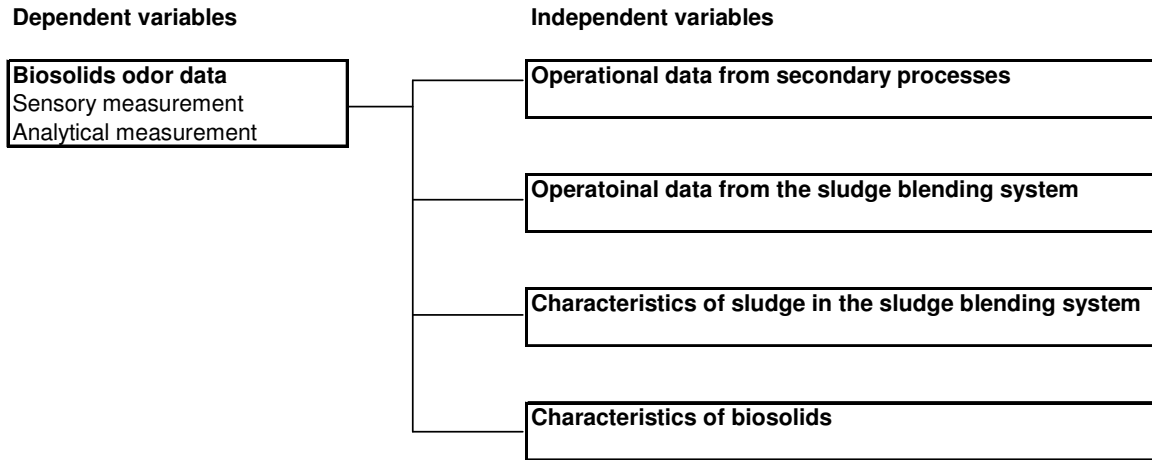 Dependent variables
Independent variables
Biosolids odor data
Sensory measurement
Analytical measurement
Operational data from secondary processes
Operatoinal data from the sludge blending system
Characteristics of sludge in the sludge blending system
Characteristics of biosolids